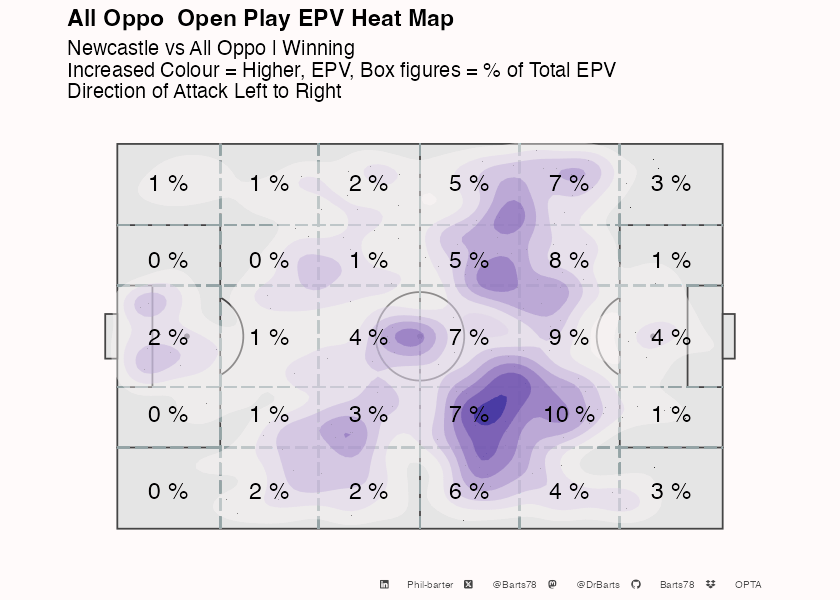 All Oppo  Open Play EPV Heat Map
Newcastle vs All Oppo | Winning
Increased Colour = Higher, EPV, Box figures = % of Total EPV
Direction of Attack Left to Right
1 % 1 % 2 % 5 % 7 % 3 %
0 % 0 % 1 % 5 % 8 % 1 %
2 % 1 % 4 % 7 % 9 % 4 %
0 % 1 % 3 % 7 % 10 % 1 %
0 % 2 % 2 % 6 % 4 % 3 %
Phil-barter @Barts78 @DrBarts Barts78 OPTA